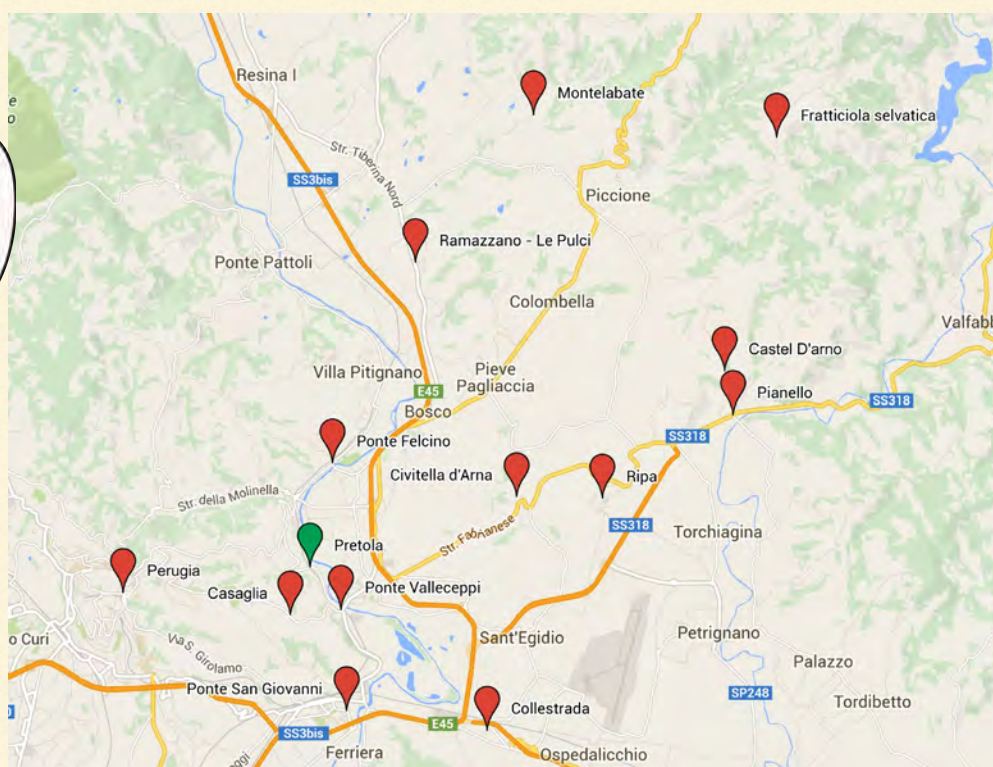 Resina I
Montelabate
Fratticiola selvatica
e
o
Str. Tiberina Nord
SS3bis
Piccione
Ramazzano - Le Pulci
Ponte Pattoli
Colombella
Valfabb
Castel D'arno
Villa Pitignano
Pieve
Pagliaccia
Pianello
E45
SS318
Bosco
Ponte Felcino
SS318
Civitella d'Arna
Ripa
Str. della Molinella
SS318
Str. Fabrianese
Torchiagina
Pretola
Perugia
Casaglia
Ponte Valleceppi
o Curi
Via S. Girolamo
Sant'Egidio
Petrignano
Palazzo
Ponte San Giovanni
SP248
Tordibetto
Collestrada
0
E45
SS3bis
Ferriera
Ospedalicchio
oggi